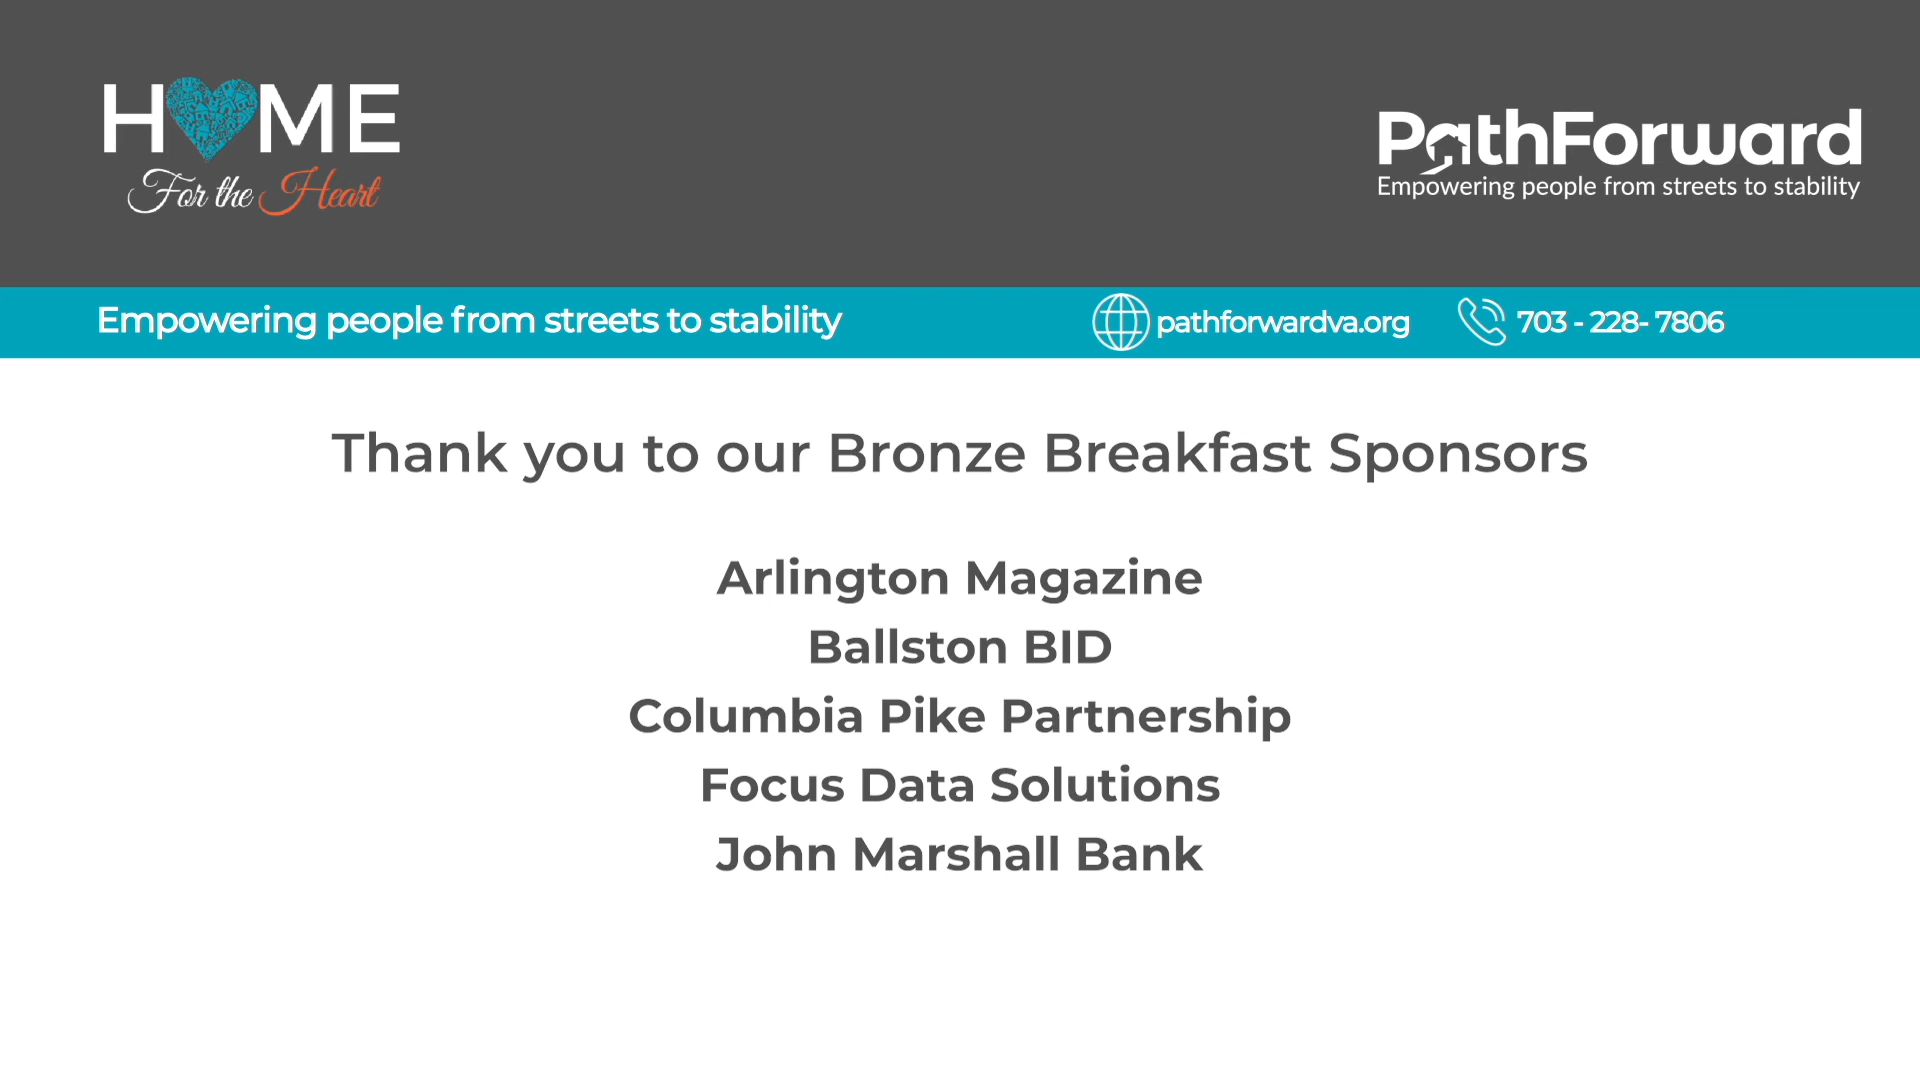 HOME
For the Heart
PathForward
Empowering people from streets to stability
Empowering people from streets to stability
pathforwardva.org
703 - 228- 7806
Thank you to our Bronze Breakfast Sponsors
Arlington Magazine
Ballston BID
Columbia Pike Partnership
Focus Data Solutions
John Marshall Bank